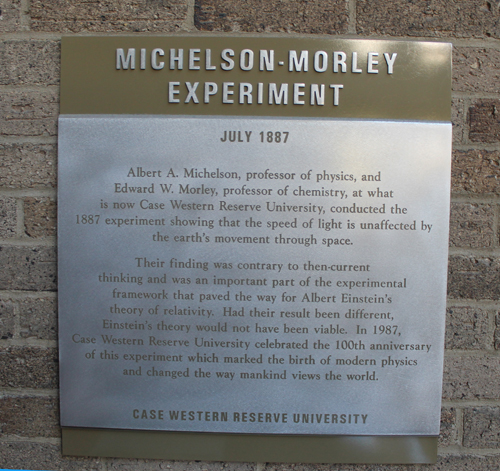 MICHELSON·MORLEY
EXPERIMENT
JULY 1887
Albert A. Michelson, professor of physics, and
Edward W. Morley, professor of chemistry, at what
is now Case Western Reserve University, conducted the
1887 experiment showing that the speed of light is unaffected by
the earth's movement through space.
Their finding was contrary to then-current
thinking and was an important part of the experimental
framework that paved the way for Albert Einstein's
theory of relativity. Had their result been different,
Einstein's theory would not have been viable. In 1987,
Case Western Reserve University celebrated the 100th anniversary
of this experiment which marked the birth of modern physics
and changed the way mankind views the world.
CASE WESTERN RESERVE UNIVERSITY